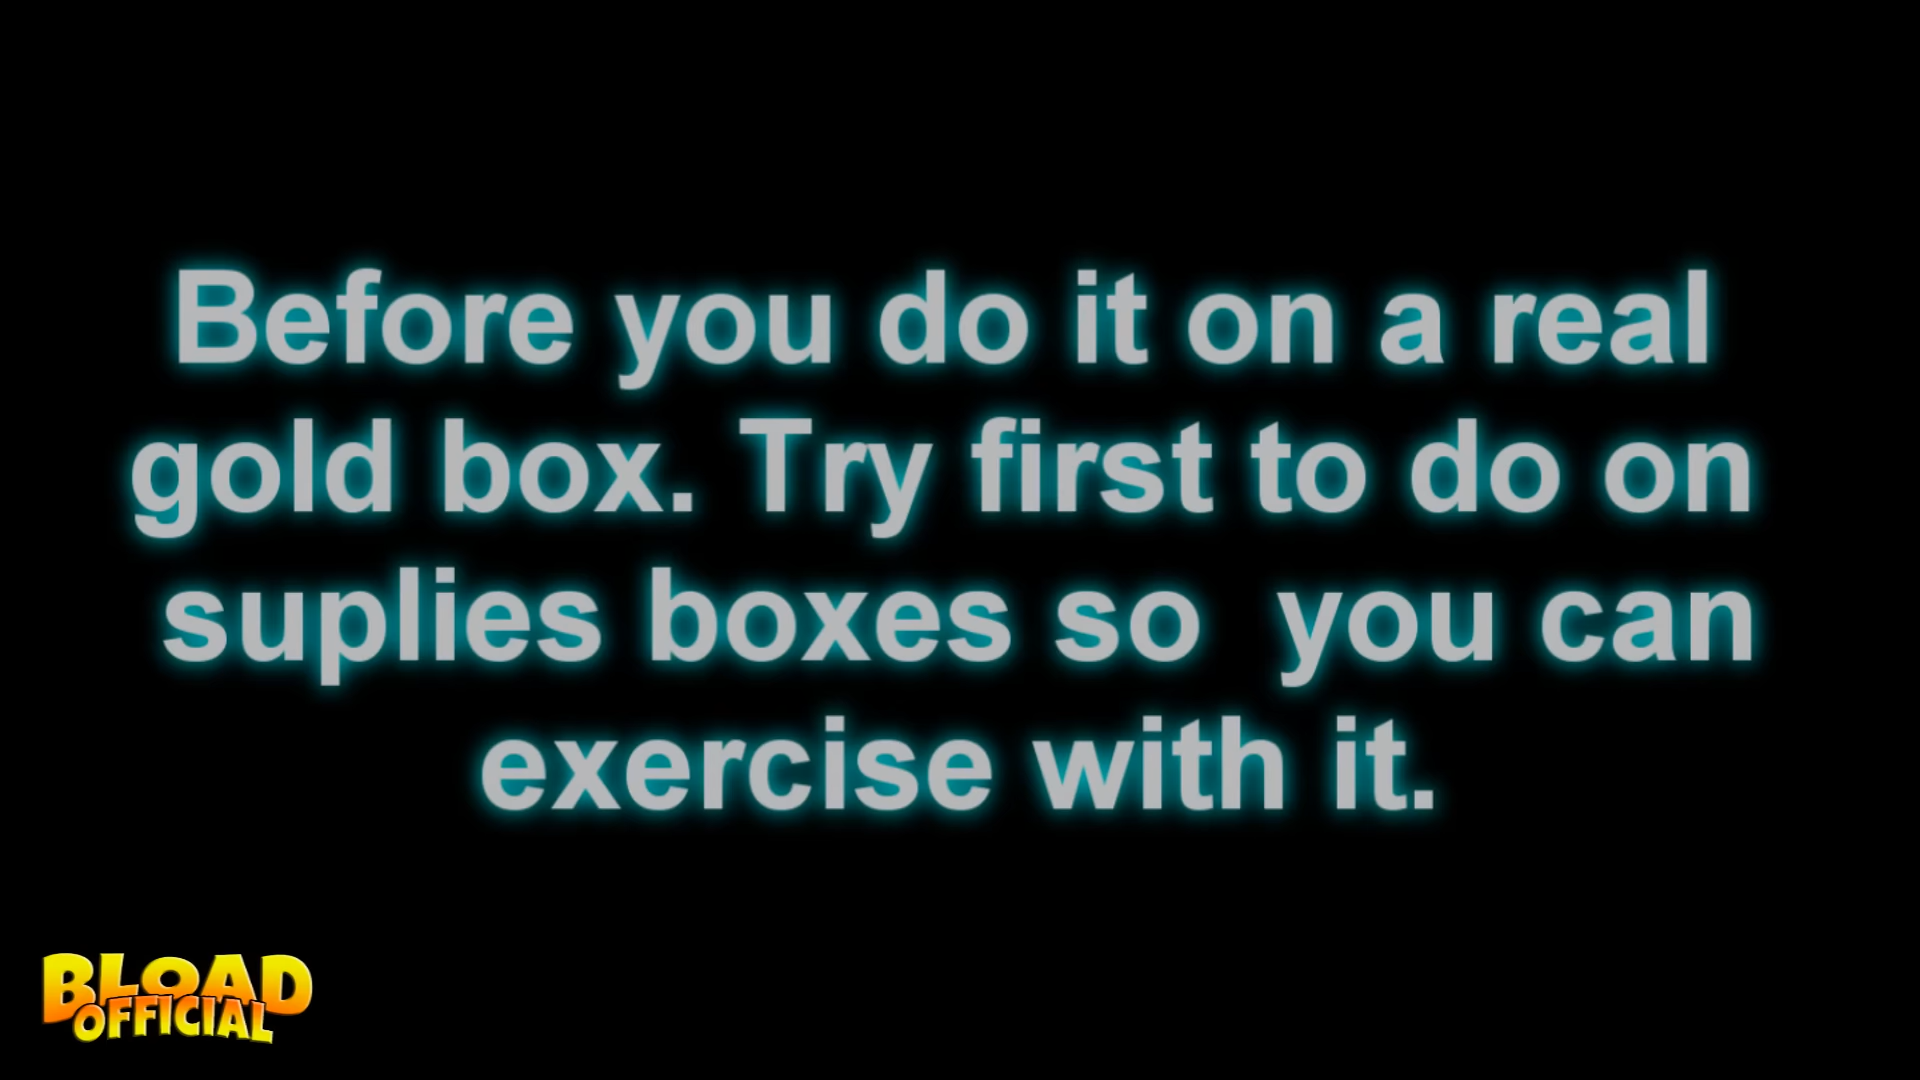 Before you do it on a real
gold box. Try first to do on
suplies boxes so  you can
exercise with it.
BLOAD
OFFICIAL